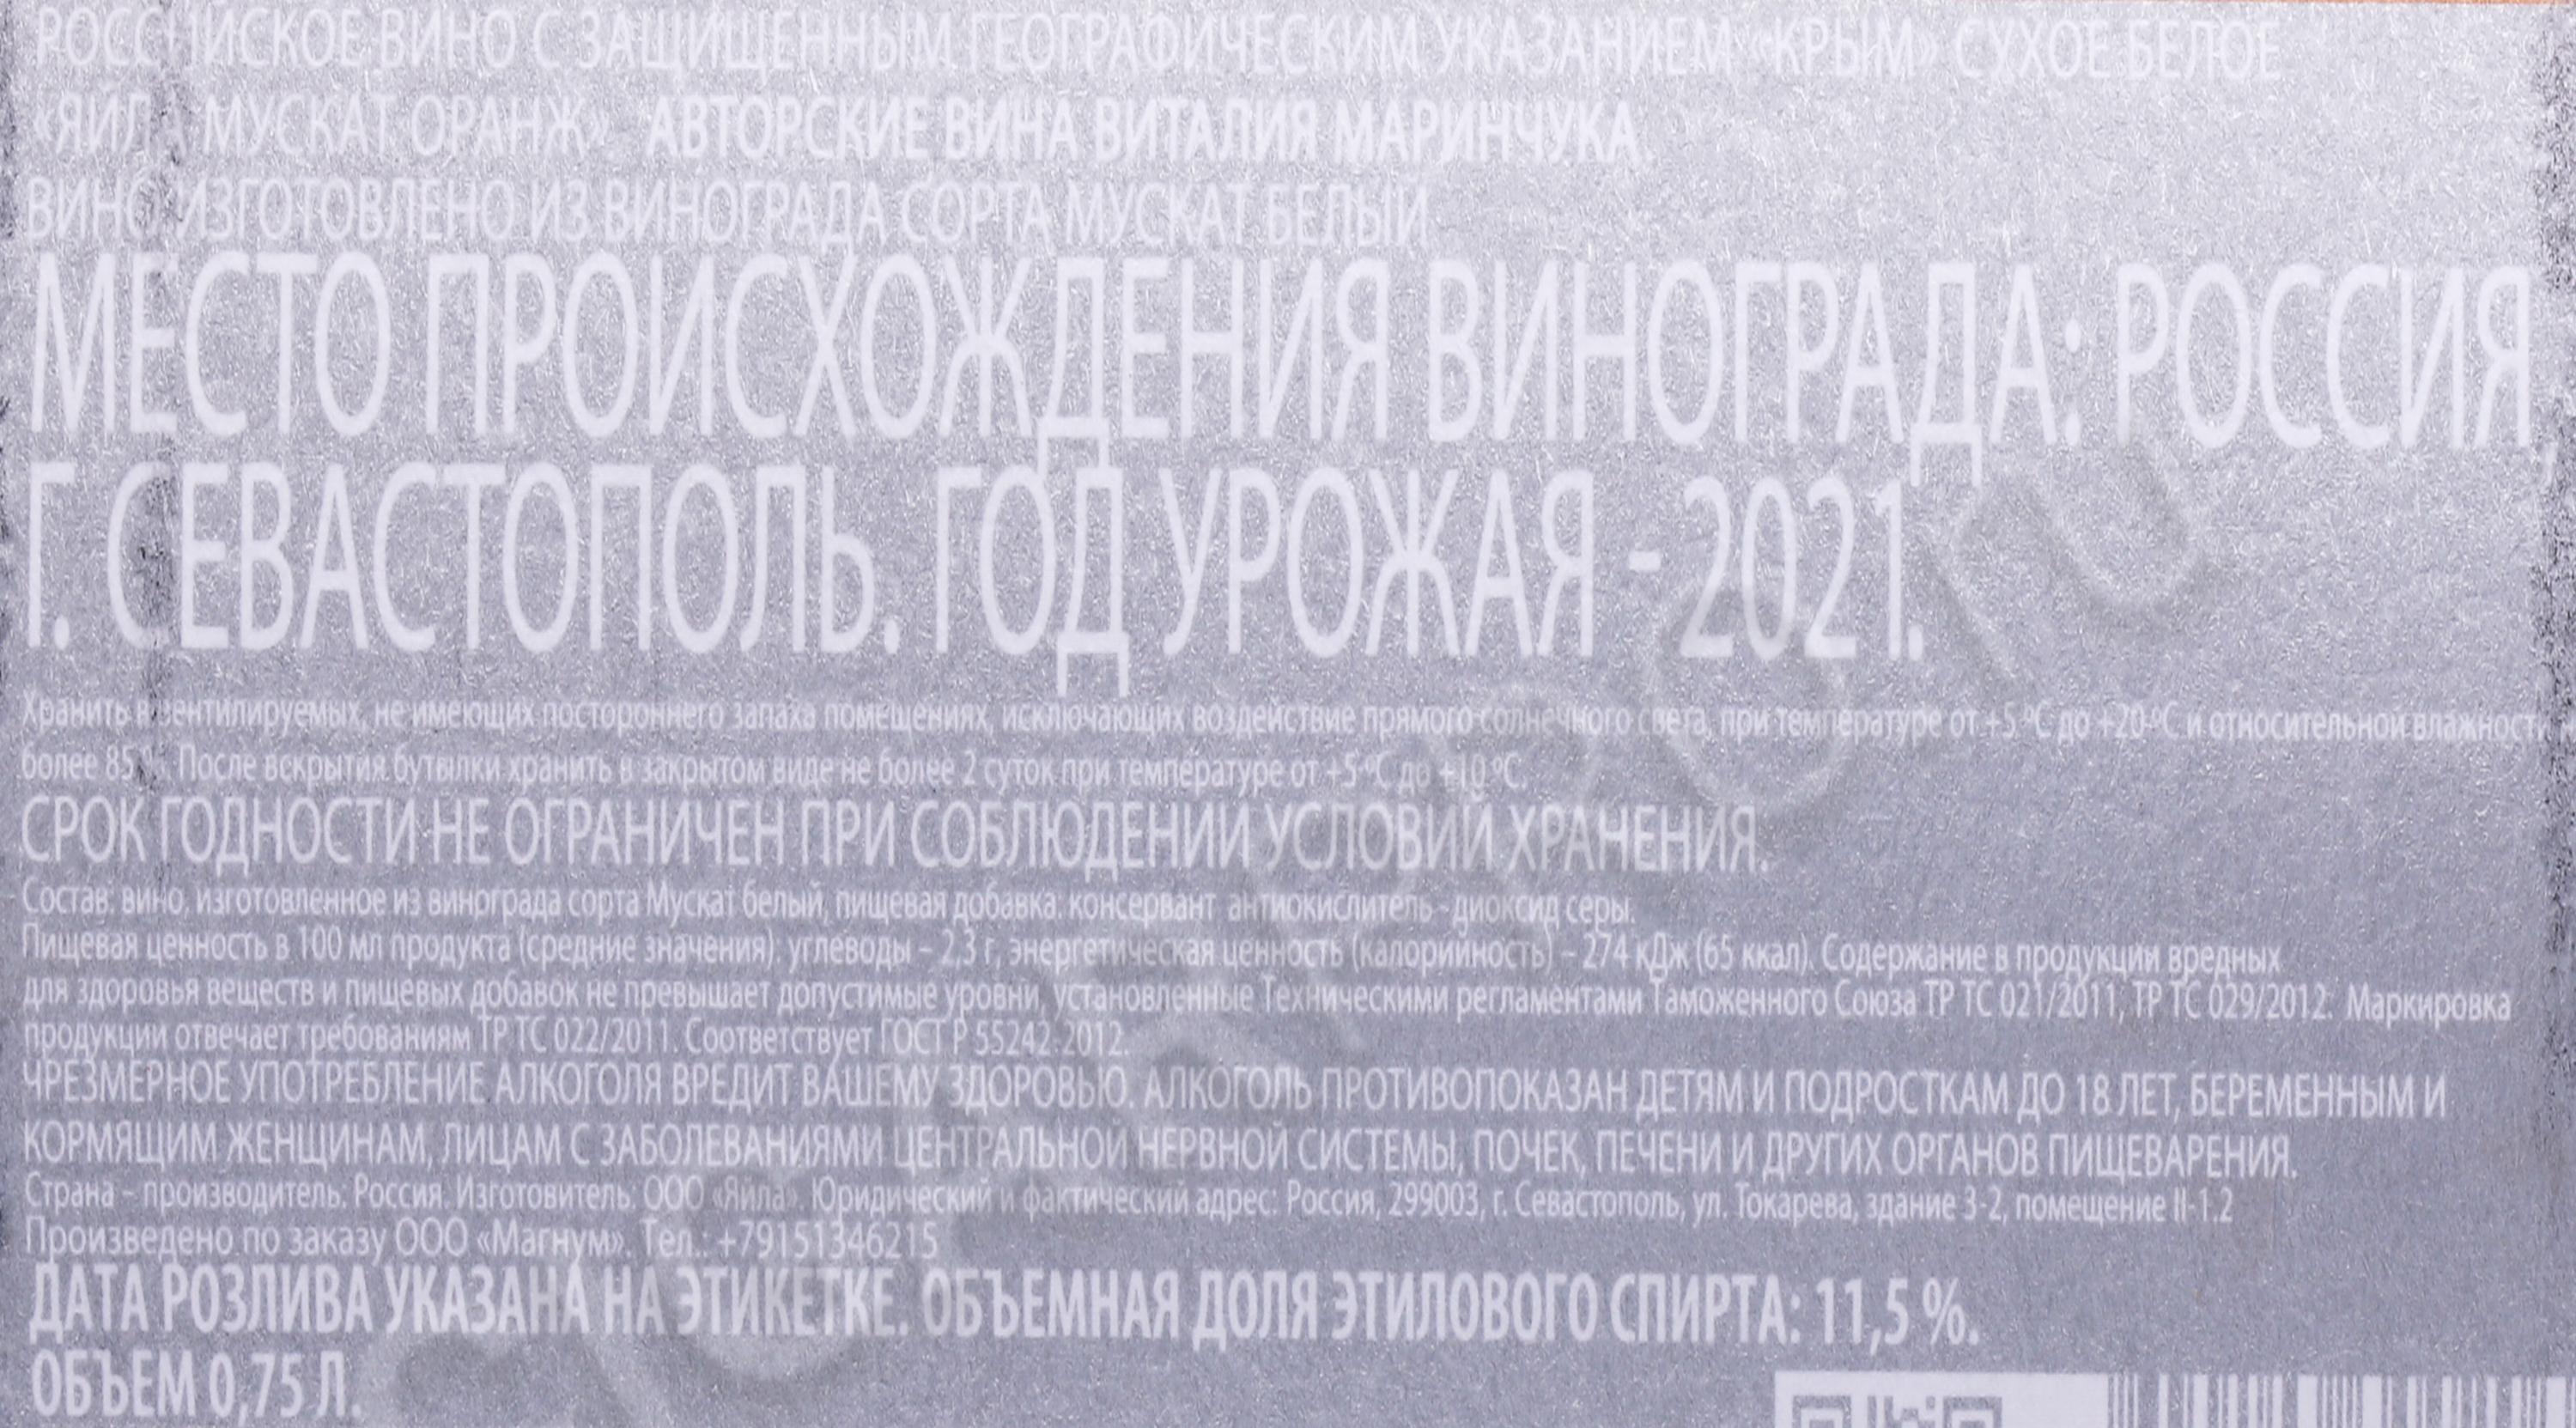 РОССИЙСКОЕ ВИНО С ЗАЩИЩЕННЫМ ГЕОГРАФИЧЕСКИМ УКАЗАНИЕМ «КРЫМ» СУХОЕ БЕЛОЕ
«ЯЙЛА МУСКАТ ОРАНЖ» АВТОРСКИЕ ВИНА ВИТАЛИЯ МАРИНЧУКА.
ВИНО ИЗГОТОВЛЕНО ИЗ ВИНОГРАДА СОРТА МУСКАТ БЕЛЫЙ
МЕСТО ПРОИСХОЖДЕНИЯ ВИНОГРАДА: РОССИЯ,
Г. СЕВАСТОПОЛЬ. ГОД УРОЖАЯ - 2021.
Хранить в вентилируемых, не имеющих постороннего запаха помещениях, исключающих воздействие прямого солнечного света, при температуре от +5 ºС до +20 ºС и относительной влажност
более 85 %. После вскрытия бутылки хранить в закрытом виде не более 2 суток при температуре от +5 ºС до +10 ºС.
СРОК ГОДНОСТИ НЕ ОГРАНИЧЕН ПРИ СОБЛЮДЕНИИ УСЛОВИЙ ХРАНЕНИЯ.
Состав: вино, изготовленное из винограда сорта Мускат белый, пищевая добавка: консервант антиокислитель - диоксид серы.
Пищевая ценность в 100 мл продукта (средние значения): углеводы – 2,3 г, энергетическая ценность (калорийность) – 274 кДж (65 ккал). Содержание в продукции вредных
для здоровья веществ и пищевых добавок не превышает допустимые уровни, установленные Техническими регламентами Таможенного Союза ТР ТС 021/2011, ТР ТС 029/2012. Маркировка
продукции отвечает требованиям ТР ТС 022/2011. Соответствует ГОСТ Р 55242-2012.
ЧРЕЗМЕРНОЕ УПОТРЕБЛЕНИЕ АЛКОГОЛЯ ВРЕДИТ ВАШЕМУ ЗДОРОВЬЮ. АЛКОГОЛЬ ПРОТИВОПОКАЗАН ДЕТЯМ И ПОДРОСТКАМ ДО 18 ЛЕТ, БЕРЕМЕННЫМ И
КОРМЯЩИМ ЖЕНЩИНАМ, ЛИЦАМ С ЗАБОЛЕВАНИЯМИ ЦЕНТРАЛЬНОЙ НЕРВНОЙ СИСТЕМЫ, ПОЧЕК, ПЕЧЕНИ И ДРУГИХ ОРГАНОВ ПИЩЕВАРЕНИЯ.
Страна – производитель: Россия. Изготовитель: ООО «Яйла». Юридический и фактический адрес: Россия, 299003, г. Севастополь, ул. Токарева, здание 3-2, помещение II-1.2
Произведено по заказу ООО «Магнум». Тел.: +79151346215
ДАТА РОЗЛИВА УКАЗАНА НА ЭТИКЕТКЕ. ОБЪЕМНАЯ ДОЛЯ ЭТИЛОВОГО СПИРТА: 11,5 %.
ОБЪЕМ 0,75 Л.